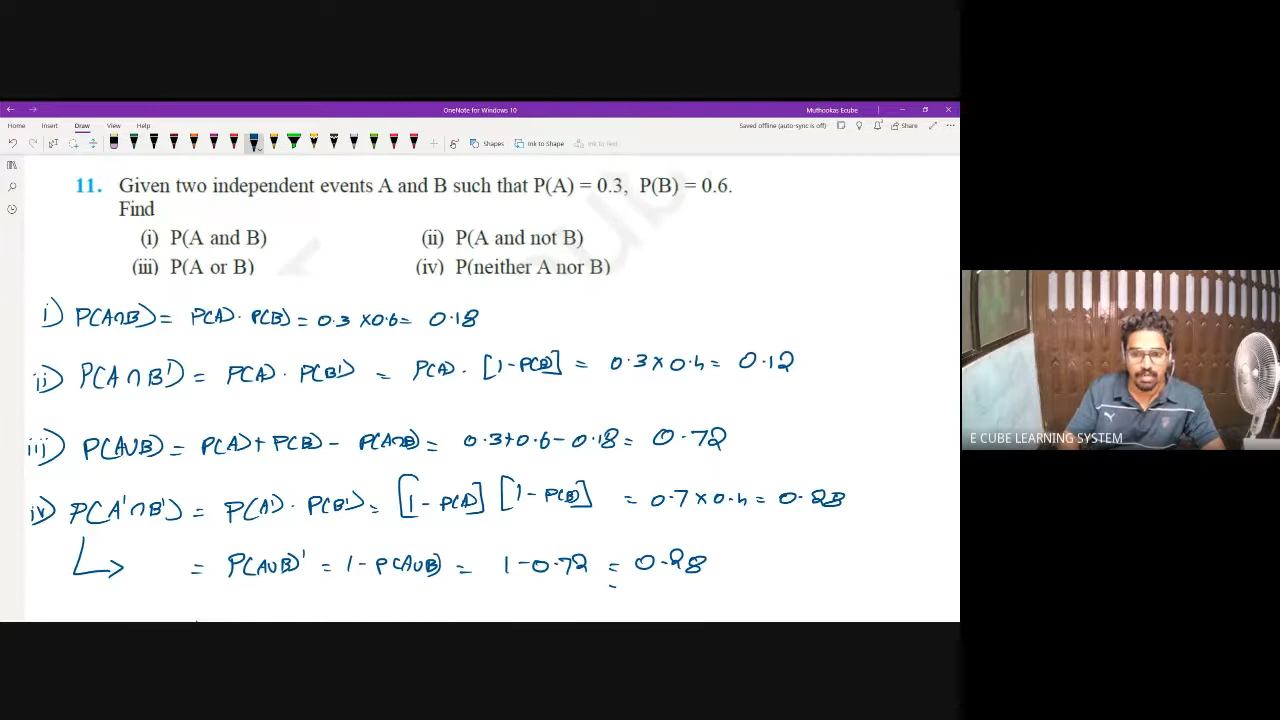 OneNote for Windows 10
Muthookas Ecube
Home Insert Draw View Help
Saved offline (auto-sync is off) Share
Shapes Ink to Shape Ink to Text
11. Given two independent events A and B such that P(A) = 0.3, P(B) = 0.6.
Find
(i) P(A and B) (ii) P(A and not B)
(iii) P(A or B) (iv) P(neither A nor B)
i) P(A∩B) = P(A) · P(B) = 0.3 × 0.6 = 0.18
ii) P(A ∩ B') = P(A) · P(B') = P(A) · [1 - P(B)] = 0.3 × 0.4 = 0.12
iii) P(A∪B) = P(A) + P(B) - P(A∩B) = 0.3 + 0.6 - 0.18 = 0.72
iv) P(A' ∩ B') = P(A') · P(B') = [1 - P(A)] [1 - P(B)] = 0.7 × 0.4 = 0.28
= P(A∪B)' = 1 - P(A∪B) = 1 - 0.72 = 0.28
E CUBE LEARNING SYSTEM